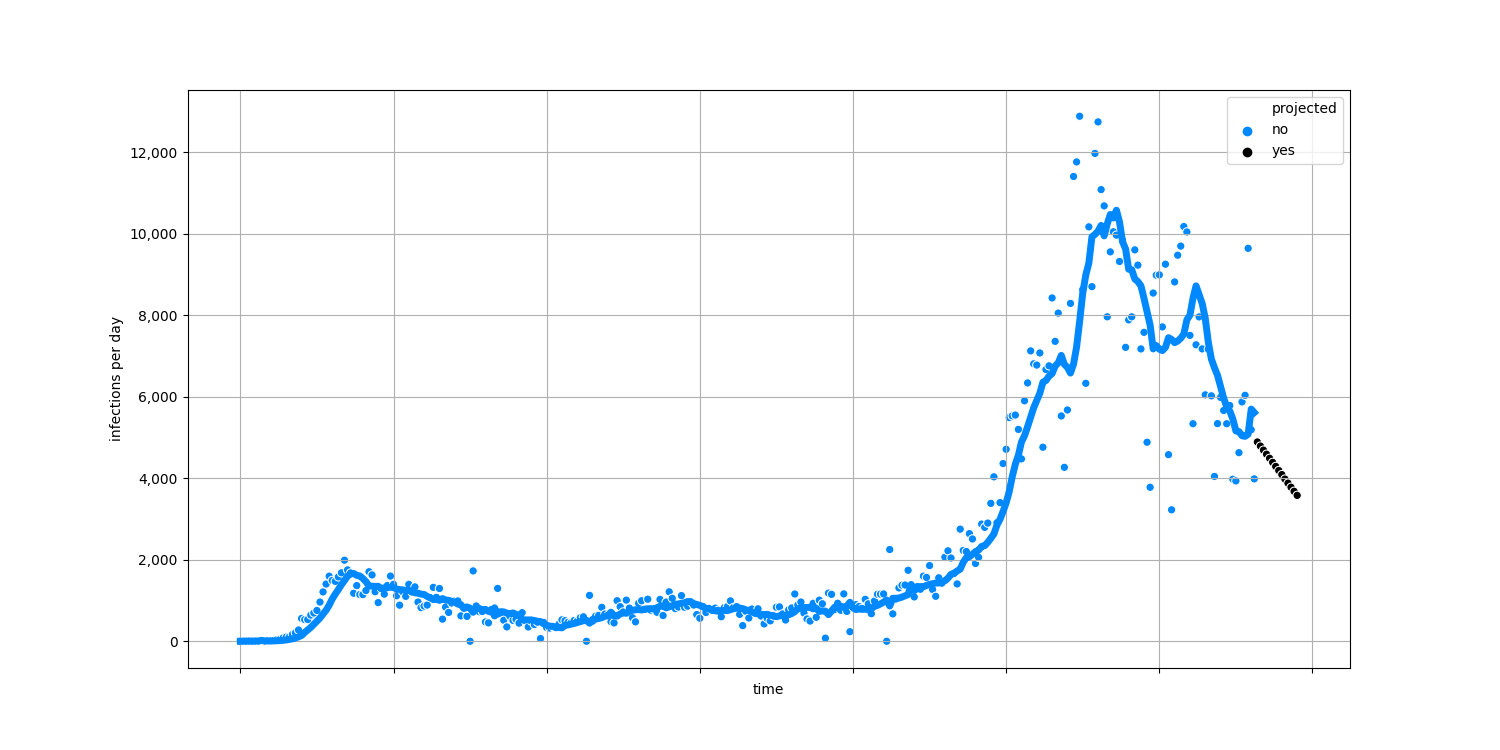 projected
no
yes
12,000
10,000
8,000
6,000
4,000
2,000
0
infections per day
time